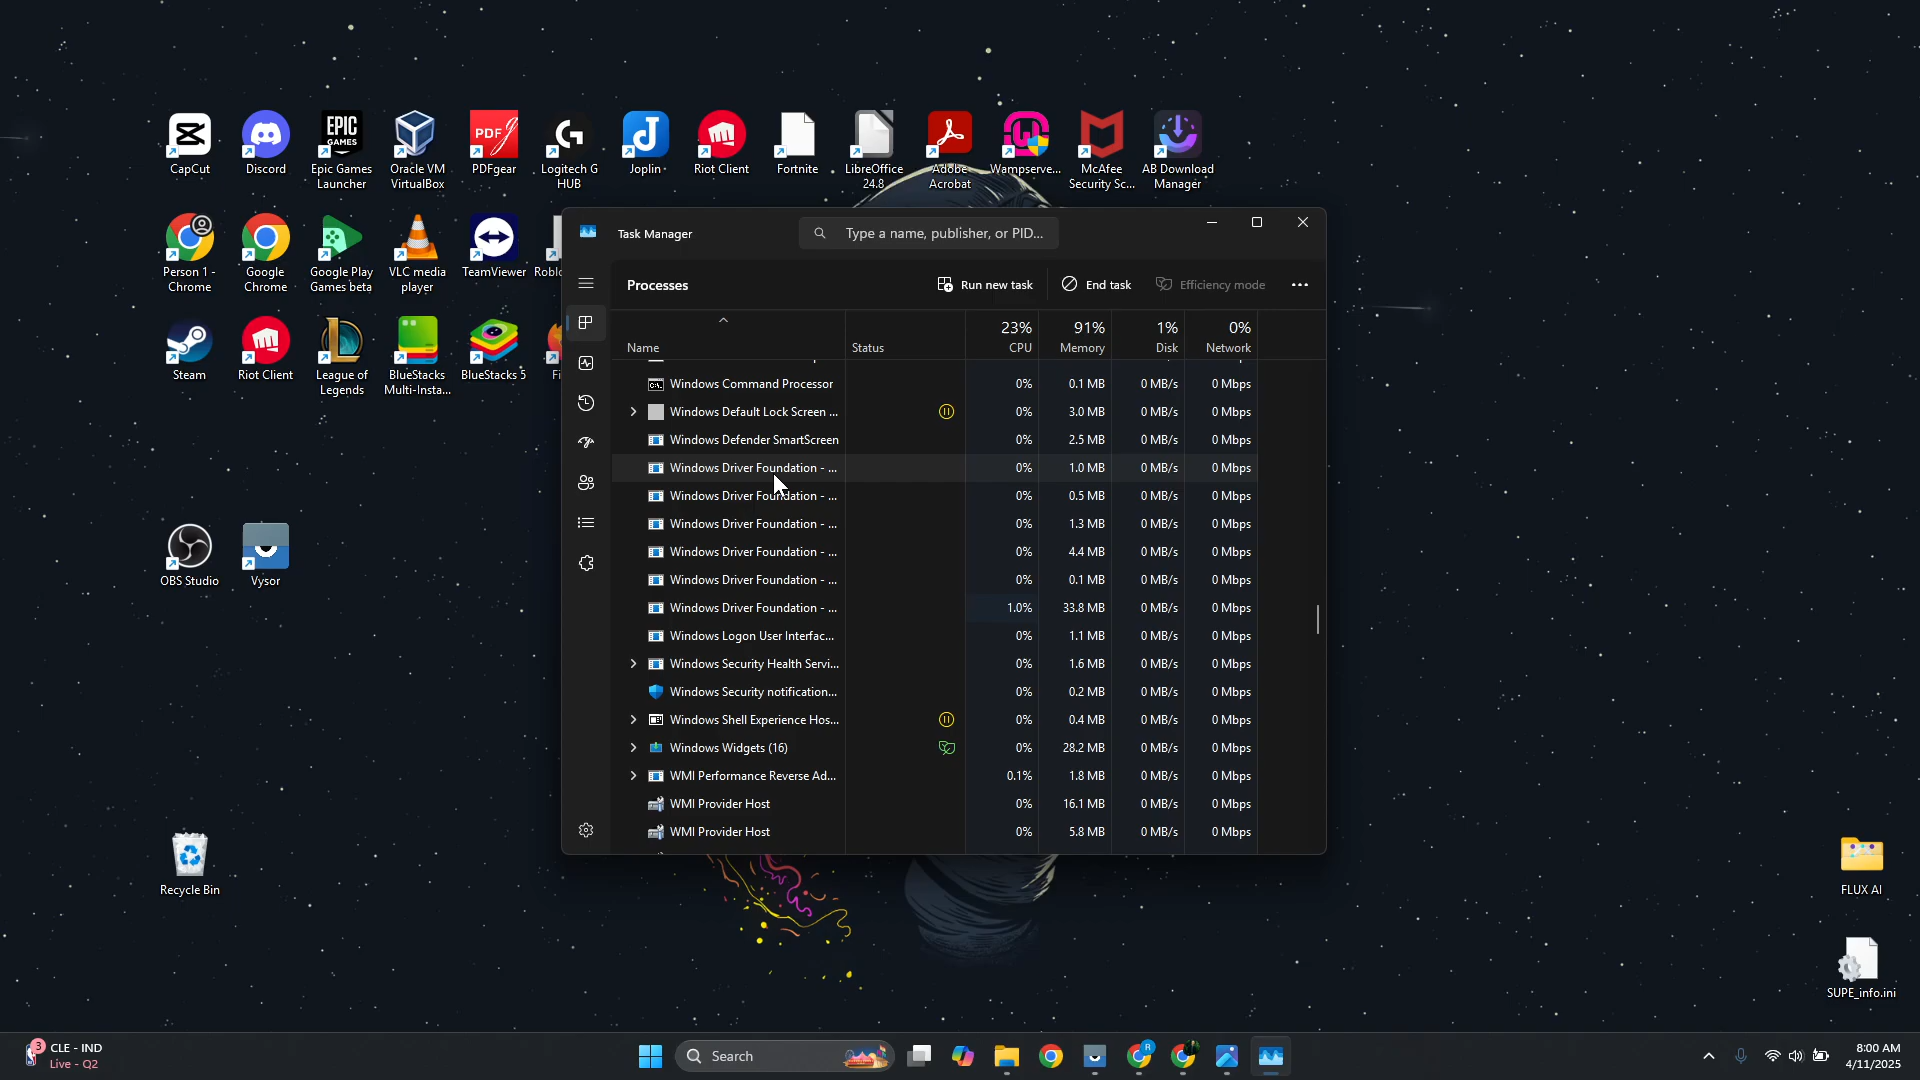 CapCut
Discord
EPIC
GAMES
Epic Games
Launcher
Oracle VM
VirtualBox
PDF
PDFgear
Logitech G
HUB
Joplin
Riot Client
Fortnite
LibreOffice
24.8
Adobe
Acrobat
Wampserve...
McAfee
Security Sc...
AB Download
Manager
Person 1 -
Chrome
Google
Chrome
Google Play
Games beta
VLC media
player
TeamViewer
Steam
Riot Client
League of
Legends
BlueStacks
Multi-Insta...
BlueStacks 5
OBS Studio
Vysor
Recycle Bin
FLUX AI
SUPE_info.ini
Task Manager
Type a name, publisher, or PID...
Processes
Run new task
End task
Efficiency mode
23% 91% 1% 0%
Name Status CPU Memory Disk Network
Windows Command Processor 0% 0.1 MB 0 MB/s 0 Mbps
Windows Default Lock Screen ... 0% 3.0 MB 0 MB/s 0 Mbps
Windows Defender SmartScreen 0% 2.5 MB 0 MB/s 0 Mbps
Windows Driver Foundation - ... 0% 1.0 MB 0 MB/s 0 Mbps
Windows Driver Foundation - ... 0% 0.5 MB 0 MB/s 0 Mbps
Windows Driver Foundation - ... 0% 1.3 MB 0 MB/s 0 Mbps
Windows Driver Foundation - ... 0% 4.4 MB 0 MB/s 0 Mbps
Windows Driver Foundation - ... 0% 0.1 MB 0 MB/s 0 Mbps
Windows Driver Foundation - ... 1.0% 33.8 MB 0 MB/s 0 Mbps
Windows Logon User Interfac... 0% 1.1 MB 0 MB/s 0 Mbps
Windows Security Health Servi... 0% 1.6 MB 0 MB/s 0 Mbps
Windows Security notification... 0% 0.2 MB 0 MB/s 0 Mbps
Windows Shell Experience Hos... 0% 0.4 MB 0 MB/s 0 Mbps
Windows Widgets (16) 0% 28.2 MB 0 MB/s 0 Mbps
WMI Performance Reverse Ad... 0.1% 1.8 MB 0 MB/s 0 Mbps
WMI Provider Host 0% 16.1 MB 0 MB/s 0 Mbps
WMI Provider Host 0% 5.8 MB 0 MB/s 0 Mbps
3
CLE - IND
Live - Q2
Search
R
8:00 AM
4/11/2025